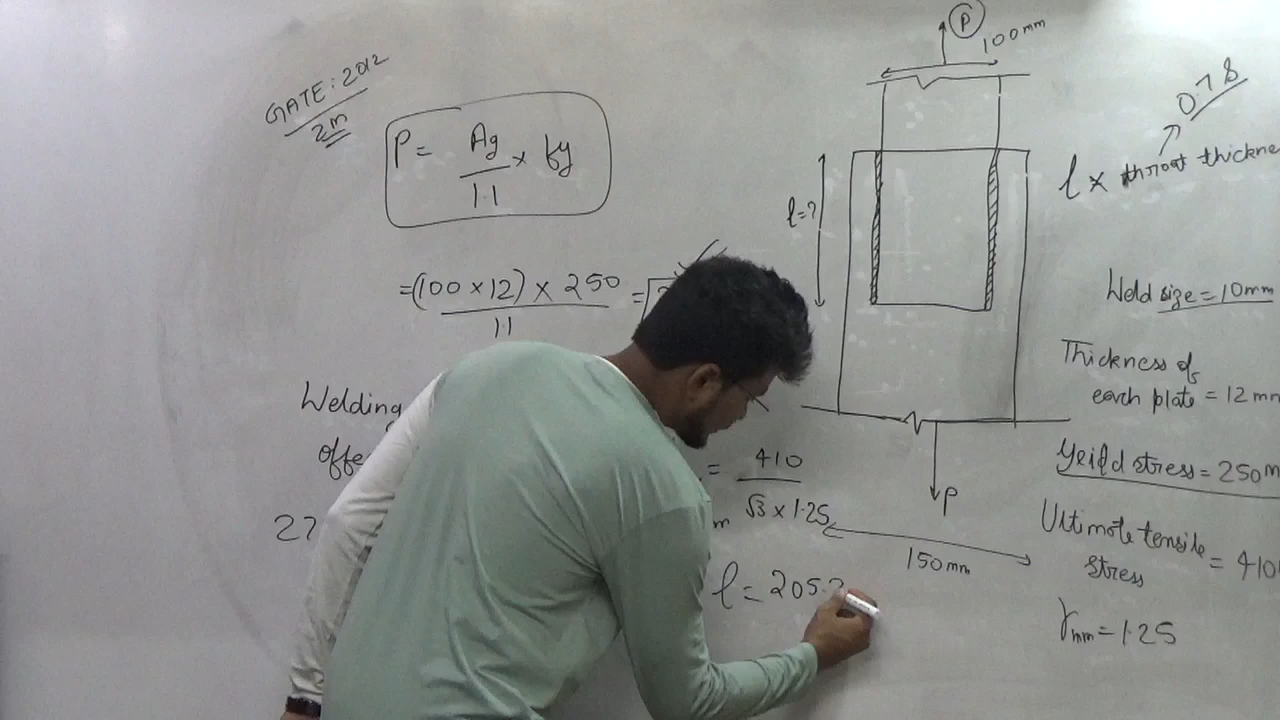 GATE: 2012
2m
P = Ag / 1.1 × fy
= (100 × 12) × 250 / 1.1 =
Welding
27
= 410 / √3 × 1.25
l = 205.
P
100mm
l=?
P
150mm
0.7 S
l × throat thickne
Weld size = 10mm
Thickness of
each plate = 12 mm
Yeild stress = 250 m
Ultimate tensile
stress = 410
γmm = 1.25